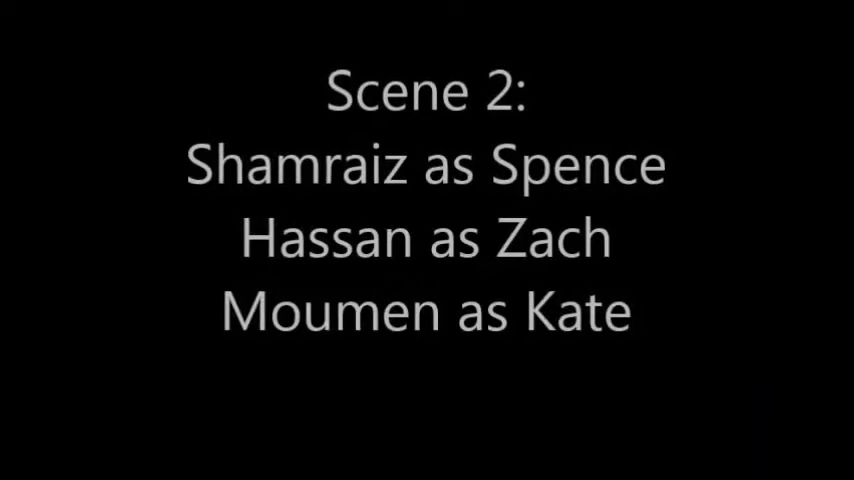 Scene 2:
Shamraiz as Spence
Hassan as Zach
Moumen as Kate